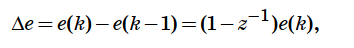 Δe = e(k) − e(k − 1) = (1 − z⁻¹)e(k),